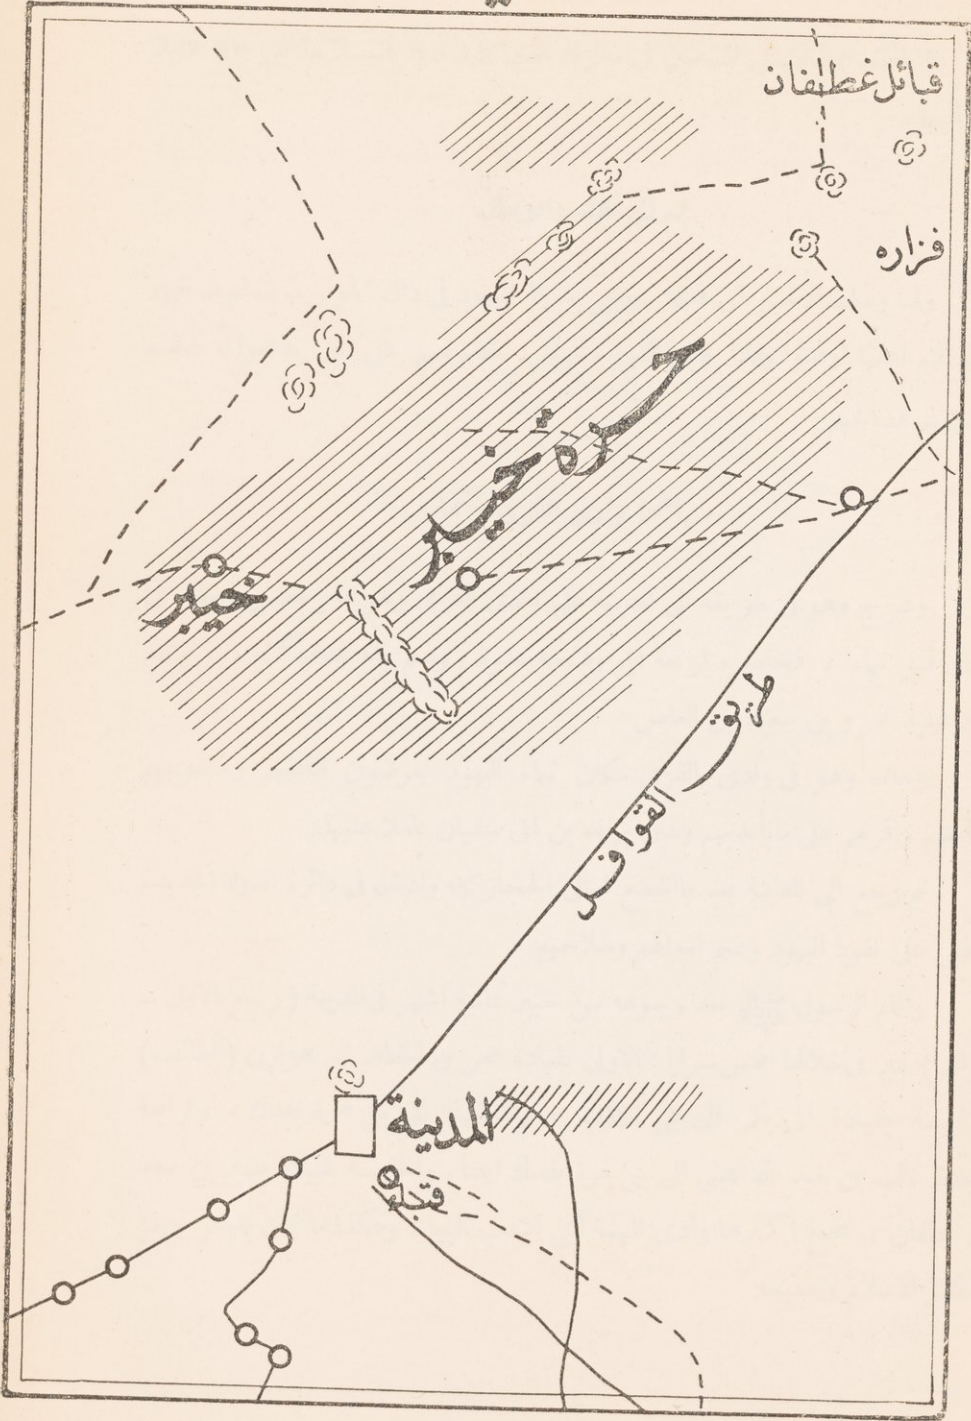 قبائل غطفان
فزاره
حرة خيبر
خيبر
طريق القوافل
المدينة
قباء